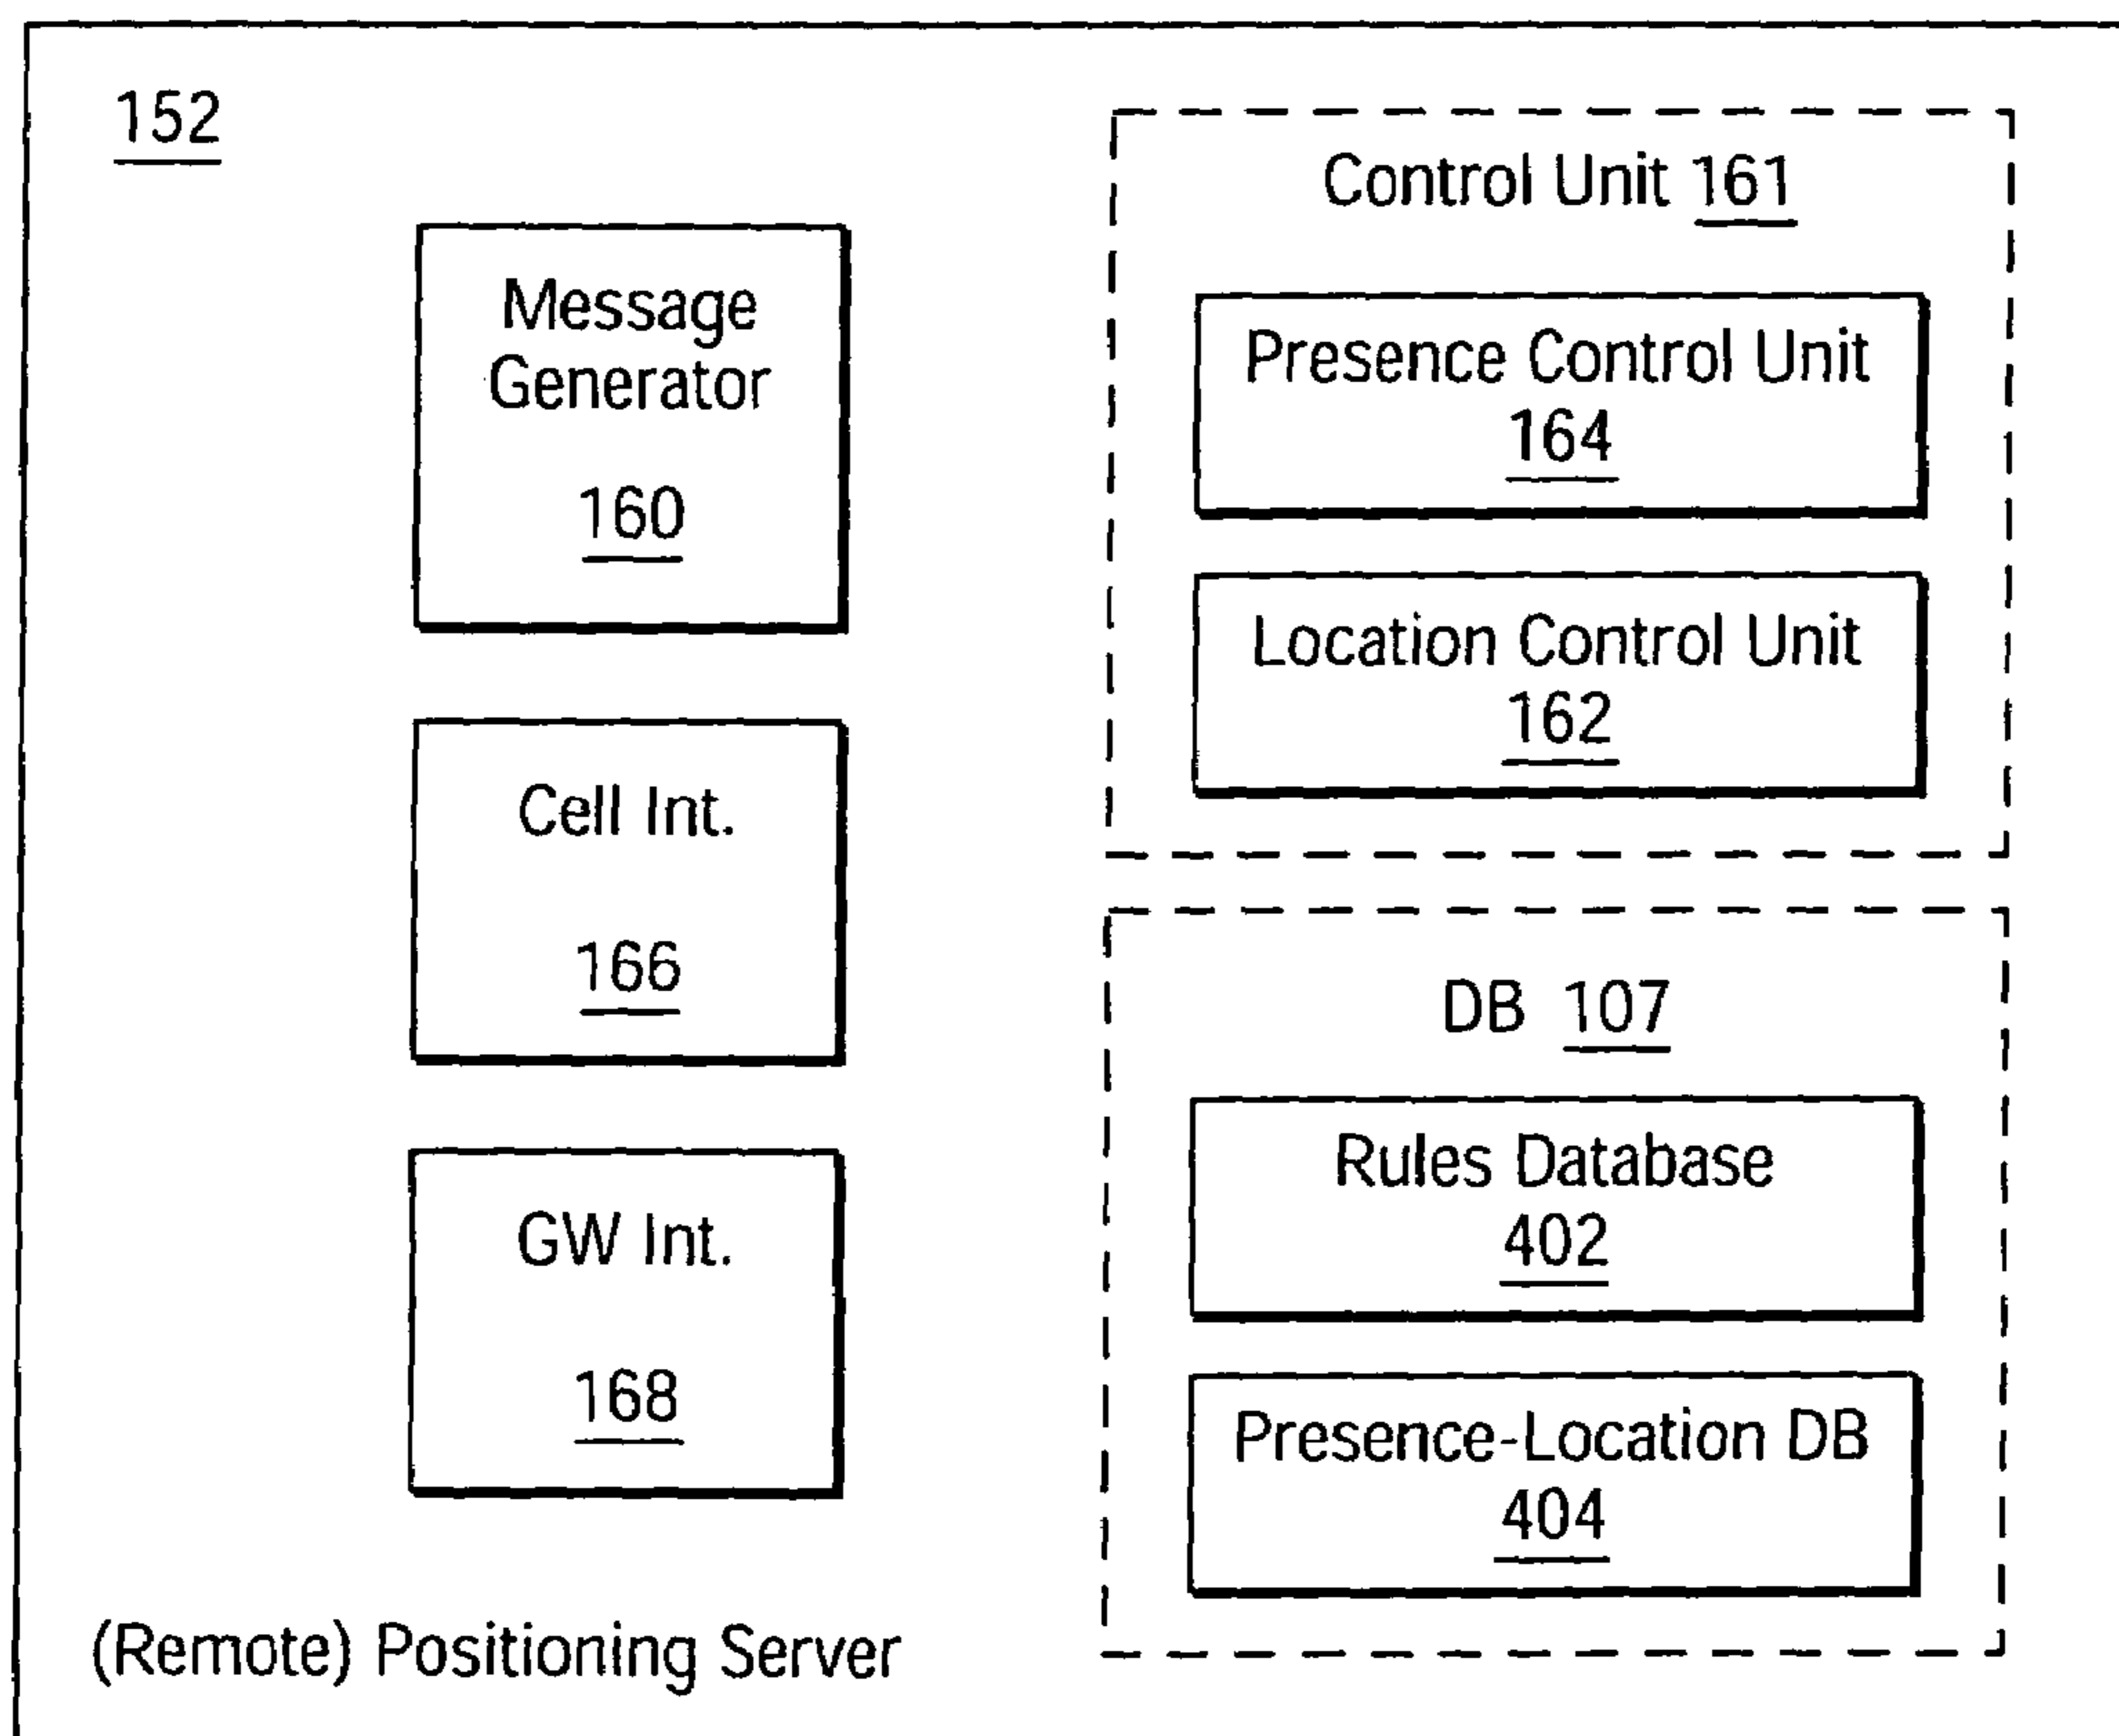 152
Message
Generator
160
Cell Int.
166
GW Int.
168
(Remote) Positioning Server
Control Unit 161
Presence Control Unit
164
Location Control Unit
162
DB 107
Rules Database
402
Presence-Location DB
404